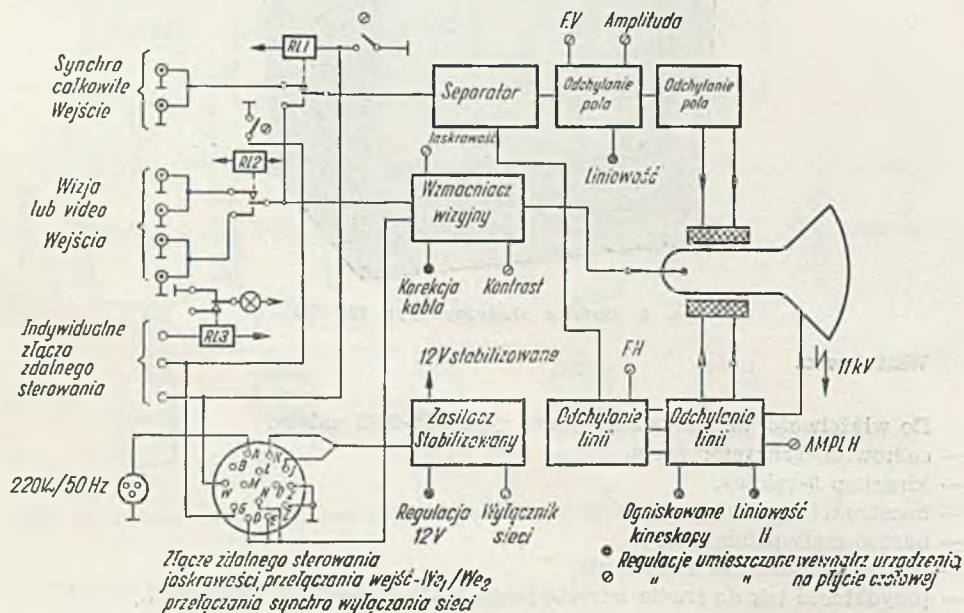 F.V Amplituda
RL1
Synchro
całkowite
Wejście
Separator
Odchylanie
pola
Odchylanie
pola
Jaskrawość
Liniowość
RL2
Wizja
lub video
Wejścia
Wzmacniacz
wizyjny
Korekcja
kabla
Kontrast
RL3
Indywidualne
złącza
zdalnego
sterowania
12V stabilizowane
F.H
11kV
Zasilacz
Stabilizowany
Odchylanie
linii
Odchylanie
linii
AMPL H
220V~/50Hz
A K J
B L
W M O Z
N
G D E
Regulacja
12V
Wyłącznik
sieci
Ogniskowane
kineskopy
Liniowość
H
Złącze zdalnego sterowania
jaskrawości, przełączania wejść-We1/We2
przełączania synchro wyłączania sieci
Regulacje umieszczone wewnątrz urządzenia
" " na płycie czołowej
Do właściwości